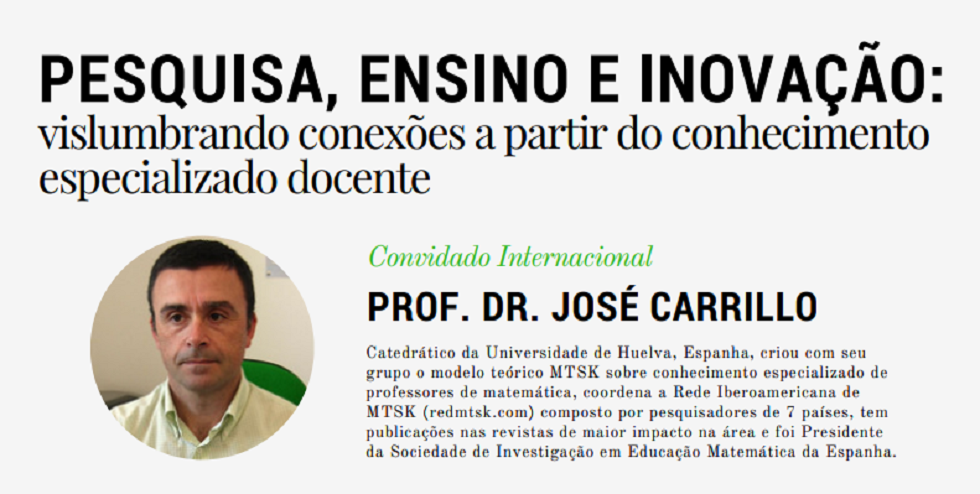 PESQUISA, ENSINO E INOVAÇÃO:
vislumbrando conexões a partir do conhecimento
especializado docente
Convidado Internacional
PROF. DR. JOSÉ CARRILLO
Catedrático da Universidade de Huelva, Espanha, criou com seu
grupo o modelo teórico MTSK sobre conhecimento especializado de
professores de matemática, coordena a Rede Iberoamericana de
MTSK (redmtsk.com) composto por pesquisadores de 7 países, tem
publicações nas revistas de maior impacto na área e foi Presidente
da Sociedade de Investigação em Educação Matemática da Espanha.